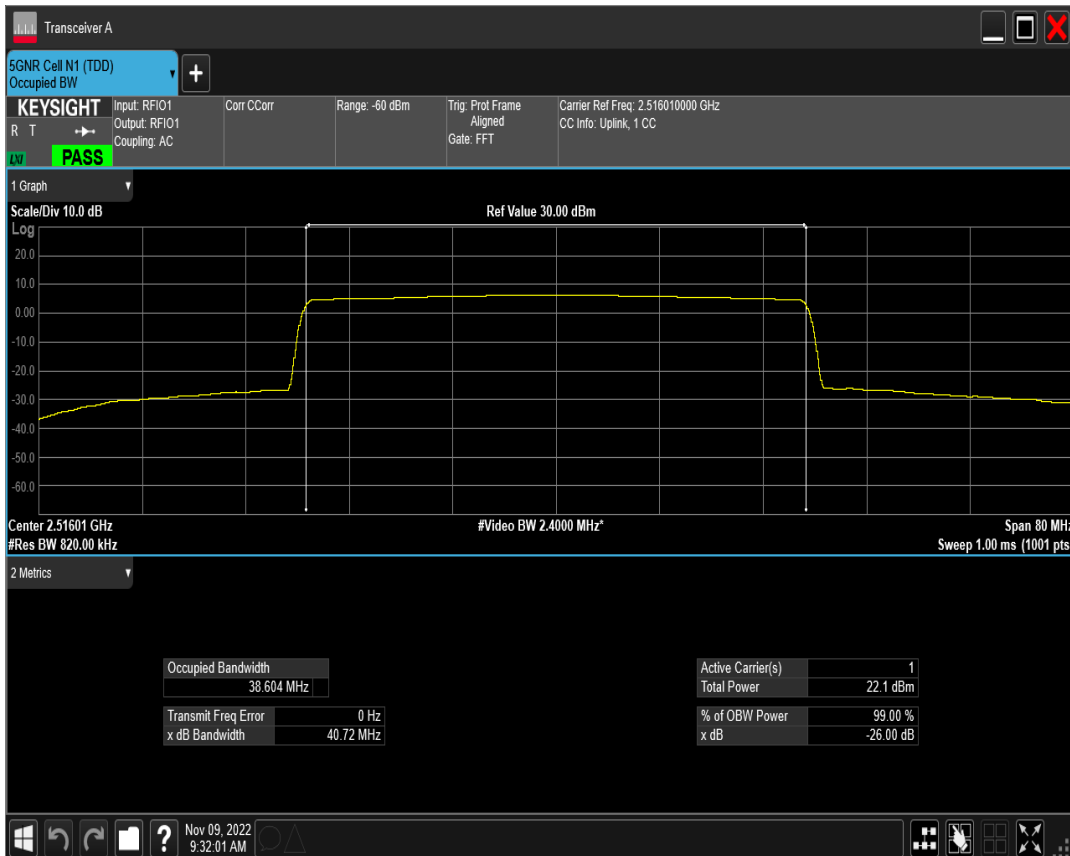 Transceiver A
5GNR Cell N1 (TDD)
Occupied BW
+
KEYSIGHT
R T
LXI
PASS
Input: RFIO1
Output: RFIO1
Coupling: AC
Corr CCorr
Range: -60 dBm
Trig: Prot Frame
Aligned
Gate: FFT
Carrier Ref Freq: 2.516010000 GHz
CC Info: Uplink, 1 CC
1 Graph
Scale/Div 10.0 dB
Ref Value 30.00 dBm
Log
20.0
10.0
0.00
-10.0
-20.0
-30.0
-40.0
-50.0
-60.0
Center 2.51601 GHz
#Video BW 2.4000 MHz*
Span 80 MHz
#Res BW 820.00 kHz
Sweep 1.00 ms (1001 pts
2 Metrics
Occupied Bandwidth
38.604 MHz
Transmit Freq Error 0 Hz
x dB Bandwidth 40.72 MHz
Active Carrier(s) 1
Total Power 22.1 dBm
% of OBW Power 99.00 %
x dB -26.00 dB
?
Nov 09, 2022
9:32:01 AM